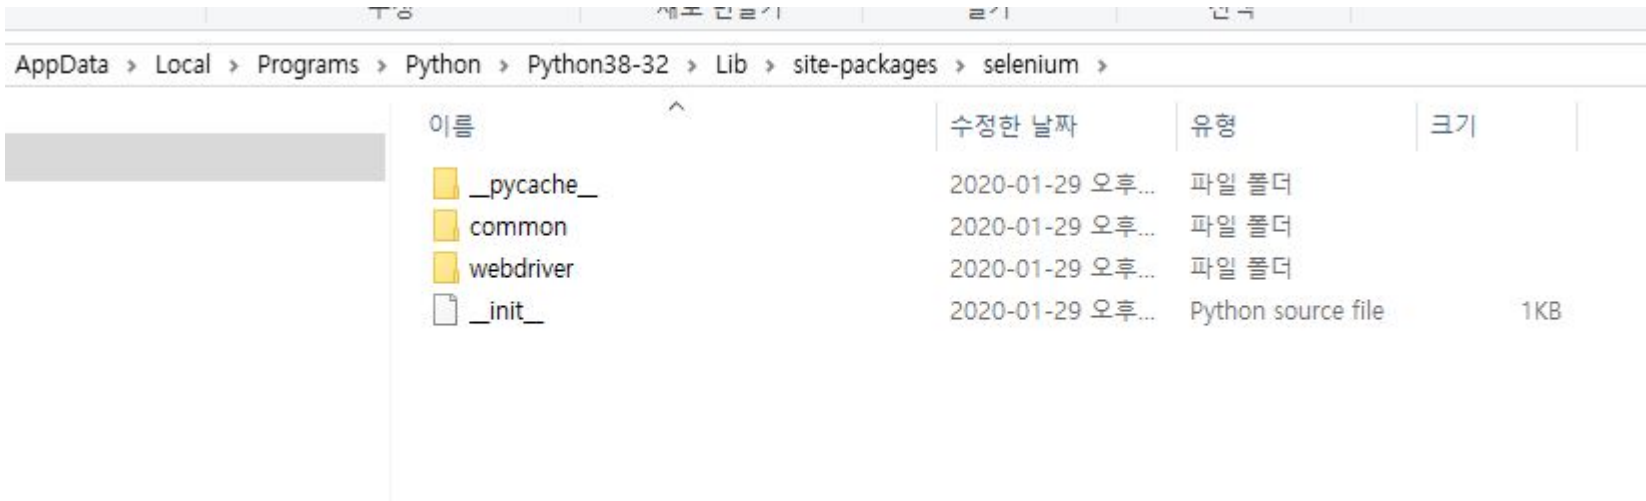 AppData > Local > Programs > Python > Python38-32 > Lib > site-packages > selenium >
이름 수정한 날짜 유형 크기
__pycache__ 2020-01-29 오후... 파일 폴더
common 2020-01-29 오후... 파일 폴더
webdriver 2020-01-29 오후... 파일 폴더
__init__ 2020-01-29 오후... Python source file 1KB